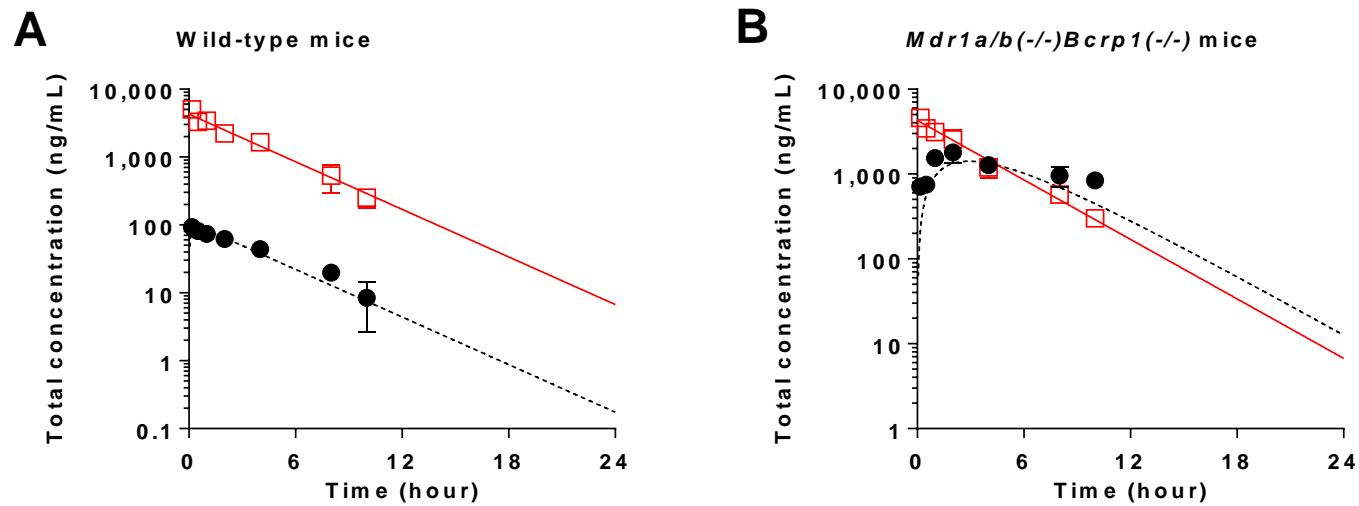 A
Wild-type mice
Total concentration (ng/mL)
10,000
1,000
100
10
1
0.1
0 6 12 18 24
Time (hour)
B
Mdr1a/b(-/-)Bcrp1(-/-) mice
Total concentration (ng/mL)
10,000
1,000
100
10
1
0 6 12 18 24
Time (hour)